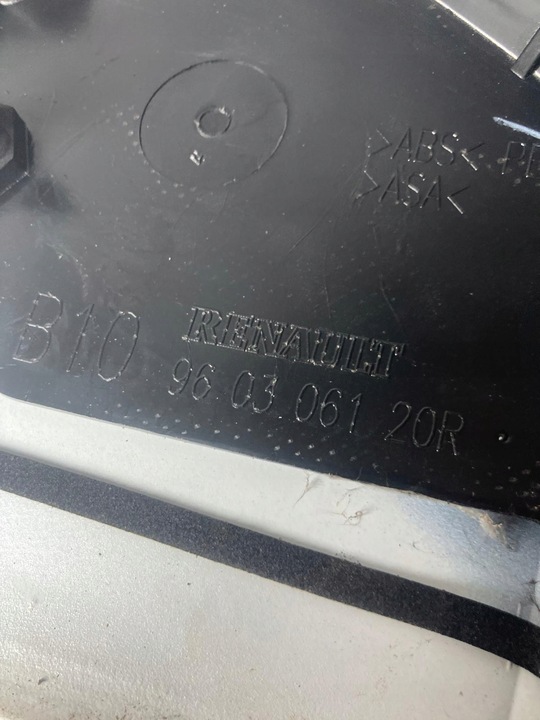 >ABS<
>ASA<
RENAULT
B10
96 03 061 20R